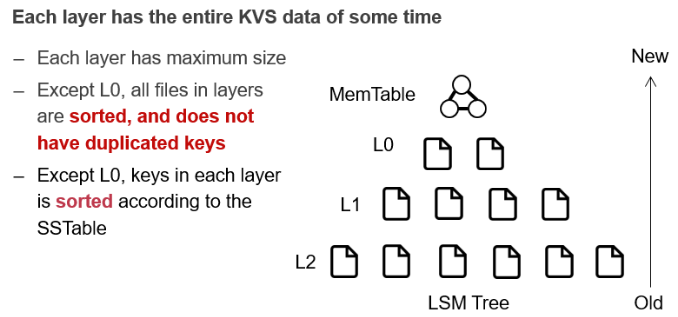 Each layer has the entire KVS data of some time
– Each layer has maximum size
– Except L0, all files in layers
are sorted, and does not
have duplicated keys
– Except L0, keys in each layer
is sorted according to the
SSTable
New
MemTable
L0
L1
L2
LSM Tree
Old